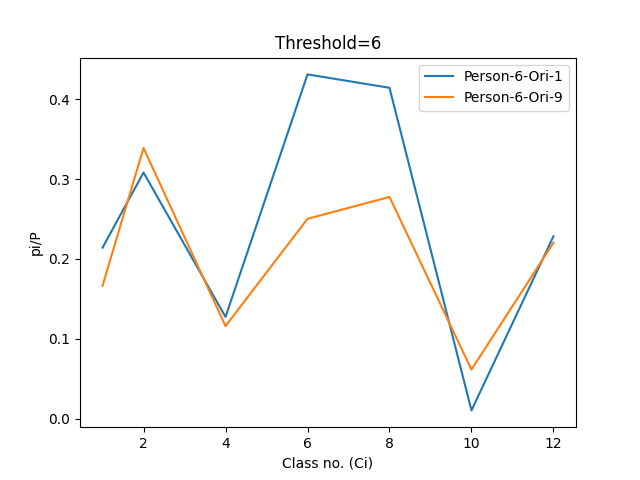 Threshold=6
Person-6-Ori-1
Person-6-Ori-9
pi/P
0.4
0.3
0.2
0.1
0.0
2 4 6 8 10 12
Class no. (Ci)